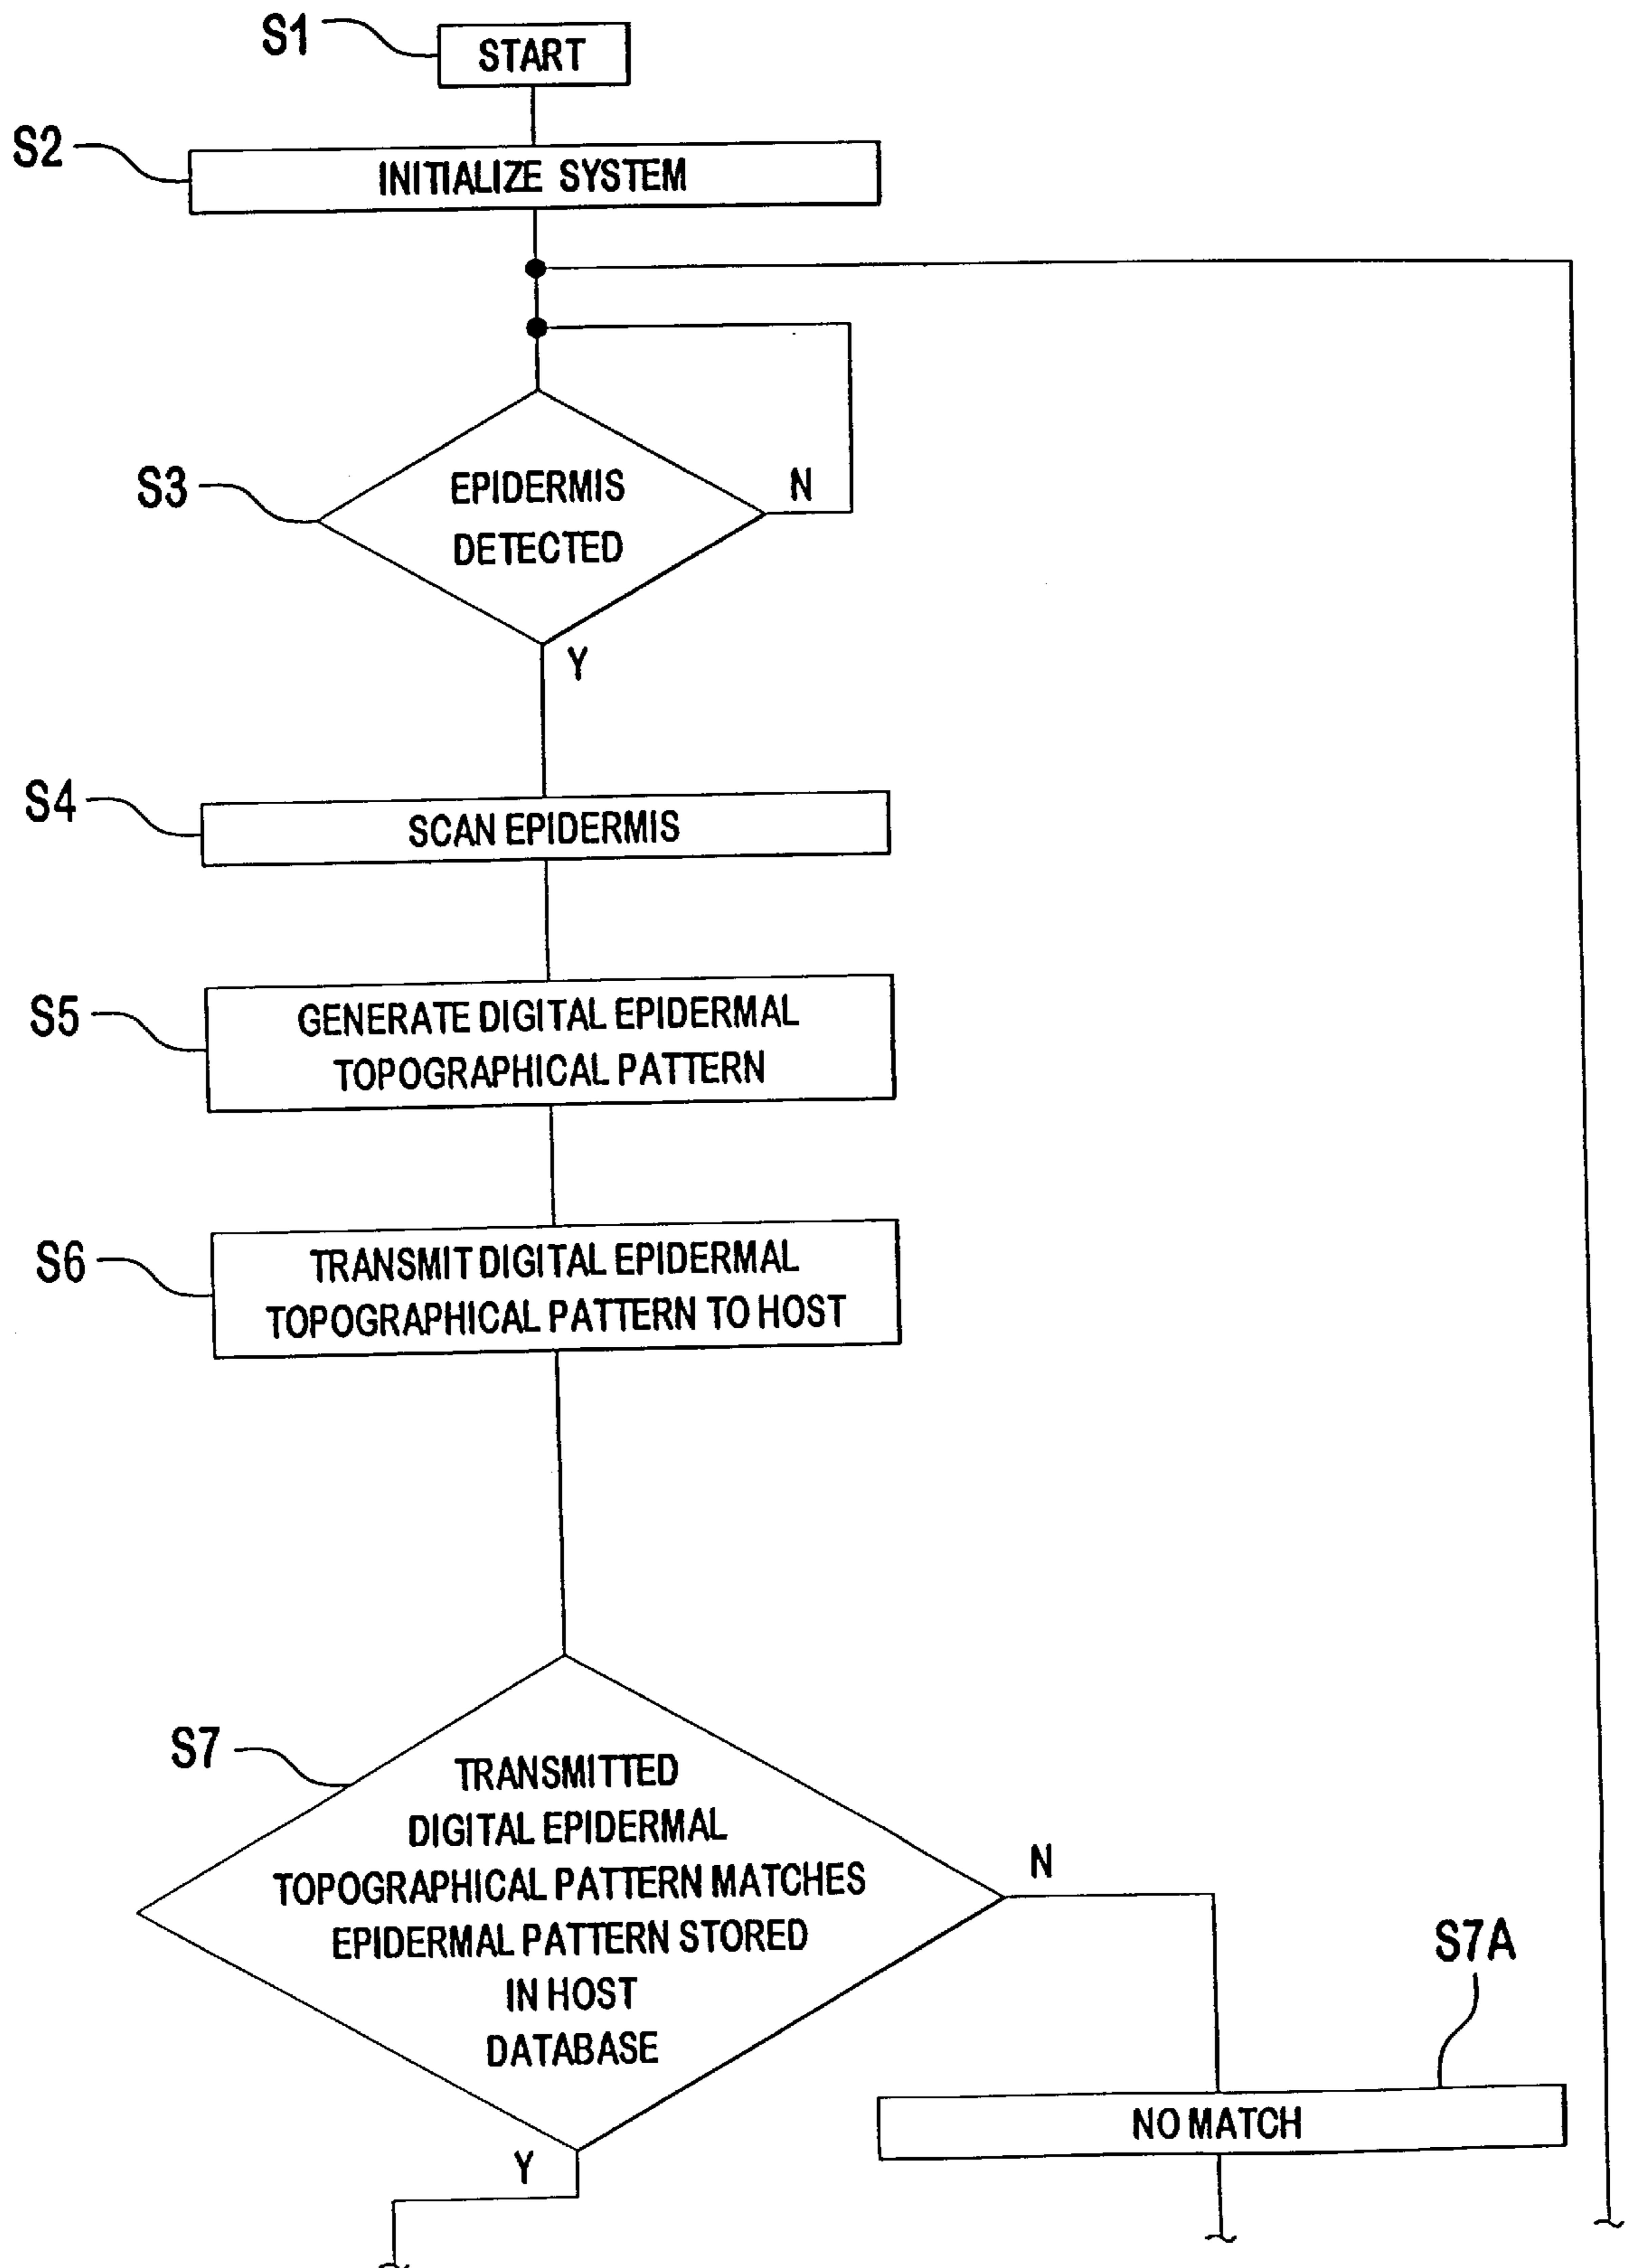 S1
START
S2
INITIALIZE SYSTEM
S3
EPIDERMIS
DETECTED
N
Y
S4
SCAN EPIDERMIS
S5
GENERATE DIGITAL EPIDERMAL
TOPOGRAPHICAL PATTERN
S6
TRANSMIT DIGITAL EPIDERMAL
TOPOGRAPHICAL PATTERN TO HOST
S7
TRANSMITTED
DIGITAL EPIDERMAL
TOPOGRAPHICAL PATTERN MATCHES
EPIDERMAL PATTERN STORED
IN HOST
DATABASE
N
S7A
NO MATCH
Y